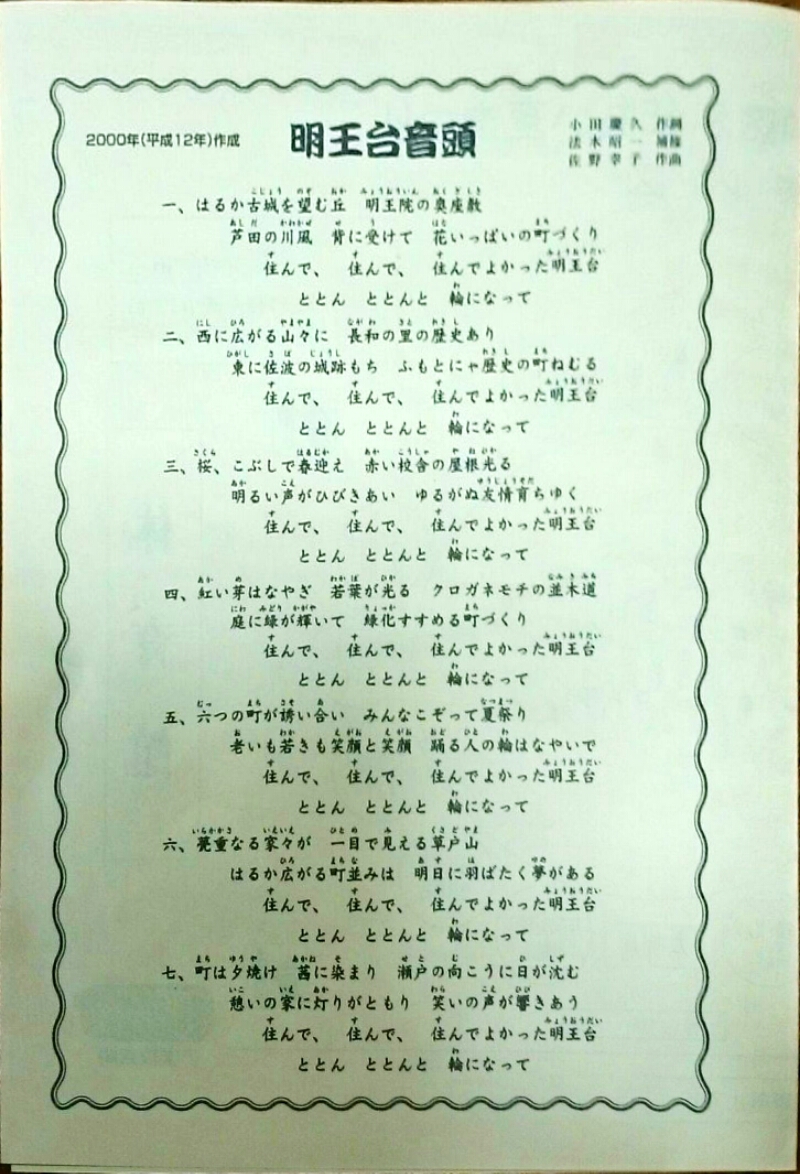 2000年(平成12年)作成
明王台音頭
小田慶久 作詞
法木昭一 補作
佐野幸子 作曲
一、はるか古城を望む丘 明王院の奥座敷
芦田の川風 背に受けて 花いっぱいの町づくり
住んで、 住んで、 住んでよかった明王台
ととん ととんと 輪になって
二、西に広がる山々に 長和の里の歴史あり
東に佐波の城跡もち ふもとにゃ歴史の町ねむる
住んで、 住んで、 住んでよかった明王台
ととん ととんと 輪になって
三、桜、こぶしで春迎え 赤い校舎の屋根光る
明るい声がひびきあい ゆるがぬ友情育ちゆく
住んで、 住んで、 住んでよかった明王台
ととん ととんと 輪になって
四、紅い芽はなやぎ 若葉が光る クロガネモチの並木道
庭に緑が輝いて 緑化すすめる町づくり
住んで、 住んで、 住んでよかった明王台
ととん ととんと 輪になって
五、六つの町が誘い合い みんなこぞって夏祭り
老いも若きも笑顔と笑顔 踊る人の輪はなやいで
住んで、 住んで、 住んでよかった明王台
ととん ととんと 輪になって
六、甍重なる家々が 一目で見える草戸山
はるか広がる町並みは 明日に羽ばたく夢がある
住んで、 住んで、 住んでよかった明王台
ととん ととんと 輪になって
七、町は夕焼け 茜に染まり 瀬戸の向こうに日が沈む
憩いの家に灯りがともり 笑いの声が響きあう
住んで、 住んで、 住んでよかった明王台
ととん ととんと 輪になって